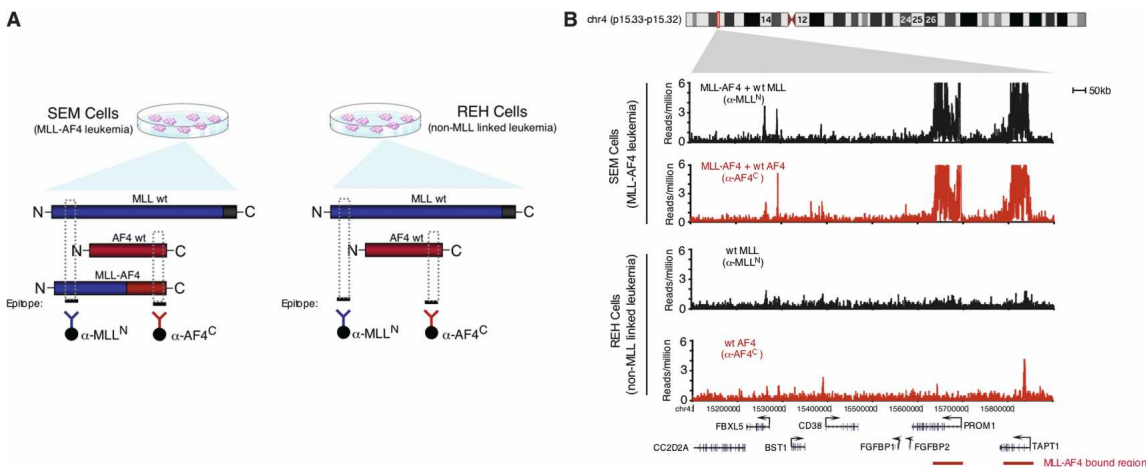 A
SEM Cells
(MLL-AF4 leukemia)
REH Cells
(non-MLL linked leukemia)
MLL wt
N
C
AF4 wt
N
C
MLL-AF4
N
C
Epitope:
α-MLLᴺ
α-AF4ᶜ
MLL wt
N
C
AF4 wt
N
C
Epitope:
α-MLLᴺ
α-AF4ᶜ
B
chr4 (p15.33-p15.32)
14
12
24
25
26
50kb
SEM Cells
(MLL-AF4 leukemia)
Reads/million
6
3
0
MLL-AF4 + wt MLL
(α-MLLᴺ)
Reads/million
6
3
0
MLL-AF4 + wt AF4
(α-AF4ᶜ)
REH Cells
(non-MLL linked leukemia)
Reads/million
6
3
0
wt MLL
(α-MLLᴺ)
Reads/million
6
3
0
wt AF4
(α-AF4ᶜ)
chr4: 15200000 15300000 15400000 15500000 15600000 15700000 15800000
FBXL5
CD38
PROM1
CC2D2A
BST1
FGFBP1
FGFBP2
TAPT1
MLL-AF4 bound region